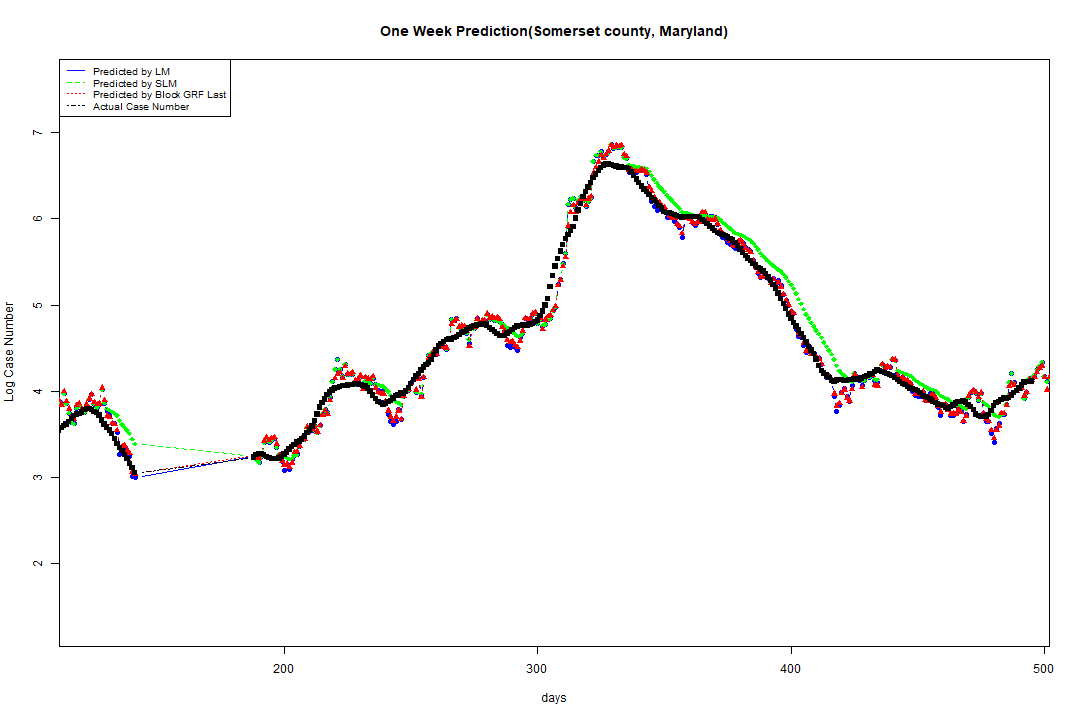 One Week Prediction(Somerset county, Maryland)
Predicted by LM
Predicted by SLM
Predicted by Block GRF Last
Actual Case Number
7
6
5
4
3
2
Log Case Number
200 300 400 500
days